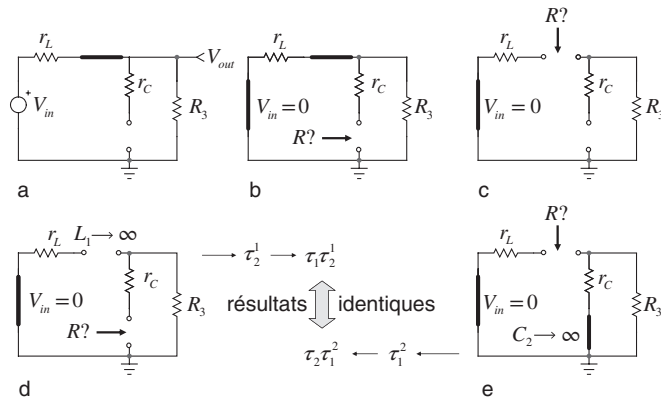 r_L
V_out
r_C
V_in
R_3
+
a
r_L
r_C
V_in = 0
R_3
R?
b
R?
r_L
r_C
V_in = 0
R_3
c
r_L
L_1 → ∞
r_C
V_in = 0
R_3
R?
d
→ τ_2^1 → τ_1τ_2^1
résultats identiques
τ_2τ_1^2 ← τ_1^2 ←
R?
r_L
r_C
V_in = 0
R_3
C_2 → ∞
e